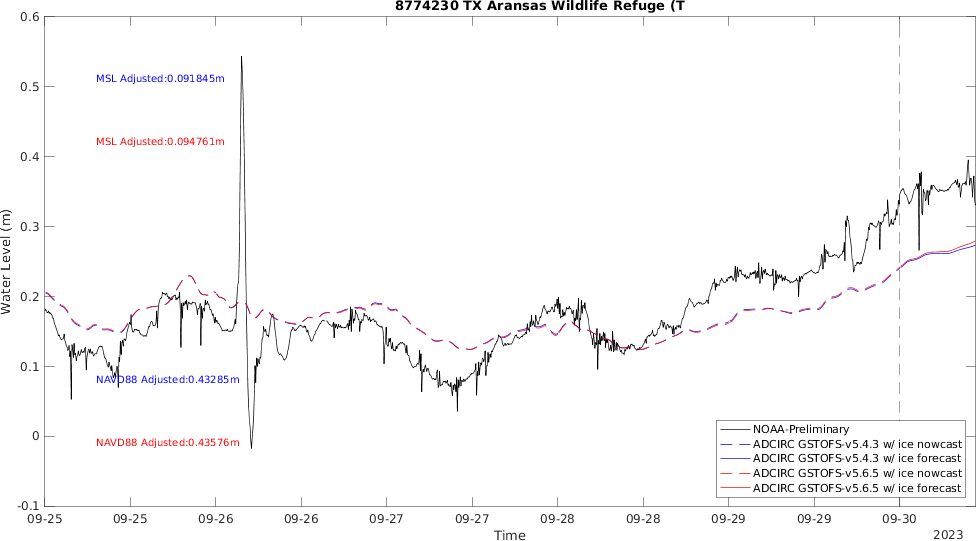 8774230 TX Aransas Wildlife Refuge (T
0.6
0.5
0.4
0.3
0.2
0.1
0
-0.1
Water Level (m)
MSL Adjusted:0.091845m
MSL Adjusted:0.094761m
NAVD88 Adjusted:0.43285m
NAVD88 Adjusted:0.43576m
NOAA-Preliminary
ADCIRC GSTOFS-v5.4.3 w/ ice nowcast
ADCIRC GSTOFS-v5.4.3 w/ ice forecast
ADCIRC GSTOFS-v5.6.5 w/ ice nowcast
ADCIRC GSTOFS-v5.6.5 w/ ice forecast
09-25 09-25 09-26 09-26 09-27 09-27 09-28 09-28 09-29 09-29 09-30
Time
2023